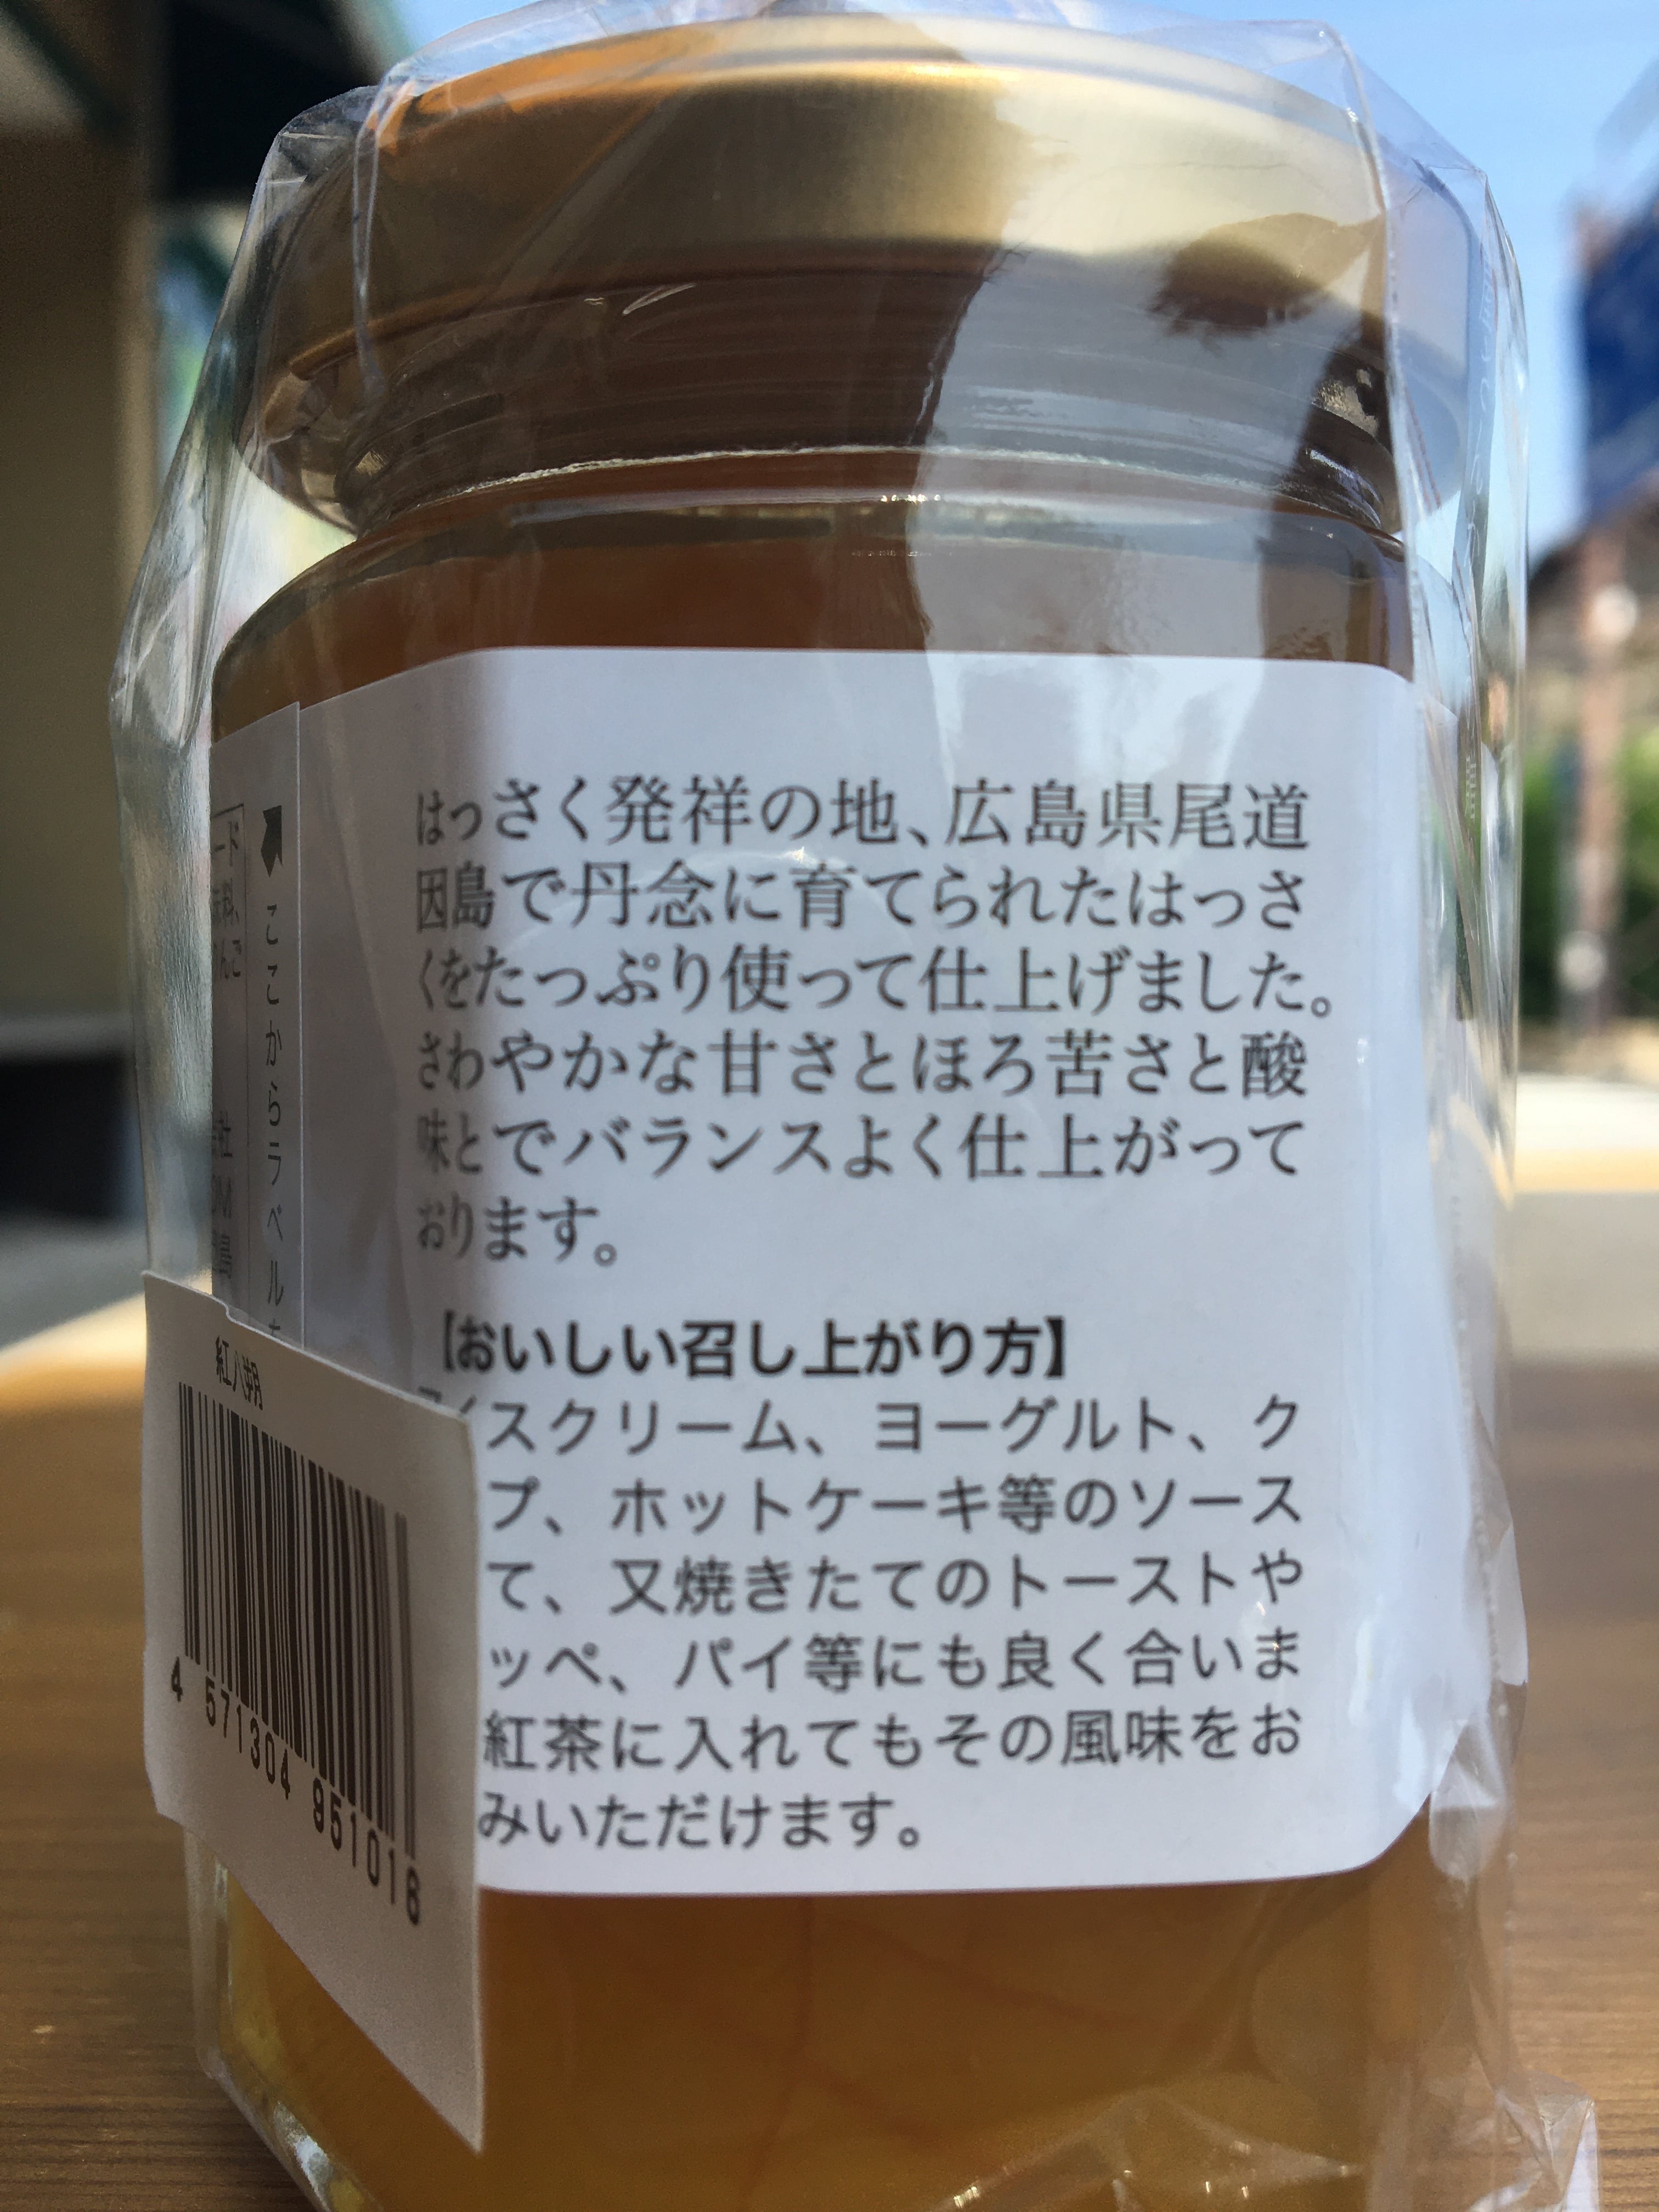 はっさく発祥の地、広島県尾道
因島で丹念に育てられたはっさ
くをたっぷり使って仕上げました。
さわやかな甘さとほろ苦さと酸
味とでバランスよく仕上がって
おります。
【おいしい召し上がり方】
イスクリーム、ヨーグルト、ク
プ、ホットケーキ等のソース
て、又焼きたてのトーストや
ッペ、パイ等にも良く合いま
紅茶に入れてもその風味をお
みいただけます。
ここからラベル
紅八朔
4 571304 951018